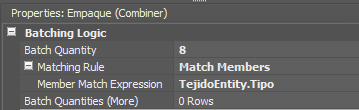 Properties: Empaque (Combiner)
Batching Logic
Batch Quantity 8
Matching Rule Match Members
Member Match Expression TejidoEntity.Tipo
Batch Quantities (More) 0 Rows